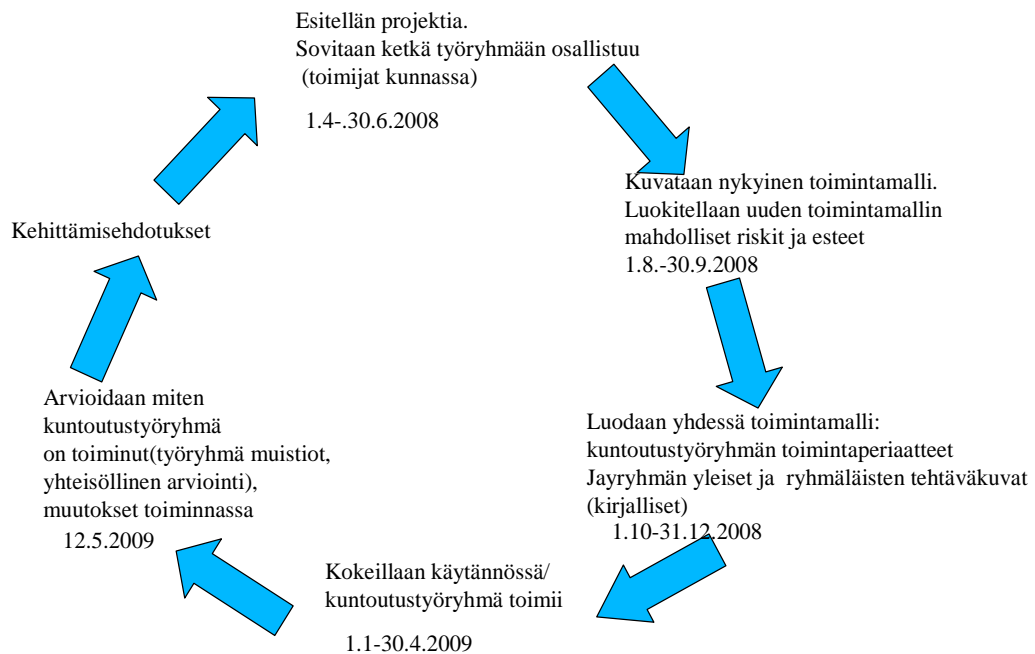 Esitellän projektia.
Sovitaan ketkä työryhmään osallistuu
(toimijat kunnassa)
1.4-.30.6.2008
Kuvataan nykyinen toimintamalli.
Luokitellaan uuden toimintamallin
mahdolliset riskit ja esteet
1.8.-30.9.2008
Luodaan yhdessä toimintamalli:
kuntoutustyöryhmän toimintaperiaatteet
Jayryhmän yleiset ja ryhmäläisten tehtäväkuvat
(kirjalliset)
1.10-31.12.2008
Kokeillaan käytännössä/
kuntoutustyöryhmä toimii
1.1-30.4.2009
Arvioidaan miten
kuntoutustyöryhmä
on toiminut(työryhmä muistiot,
yhteisöllinen arviointi),
muutokset toiminnassa
12.5.2009
Kehittämisehdotukset